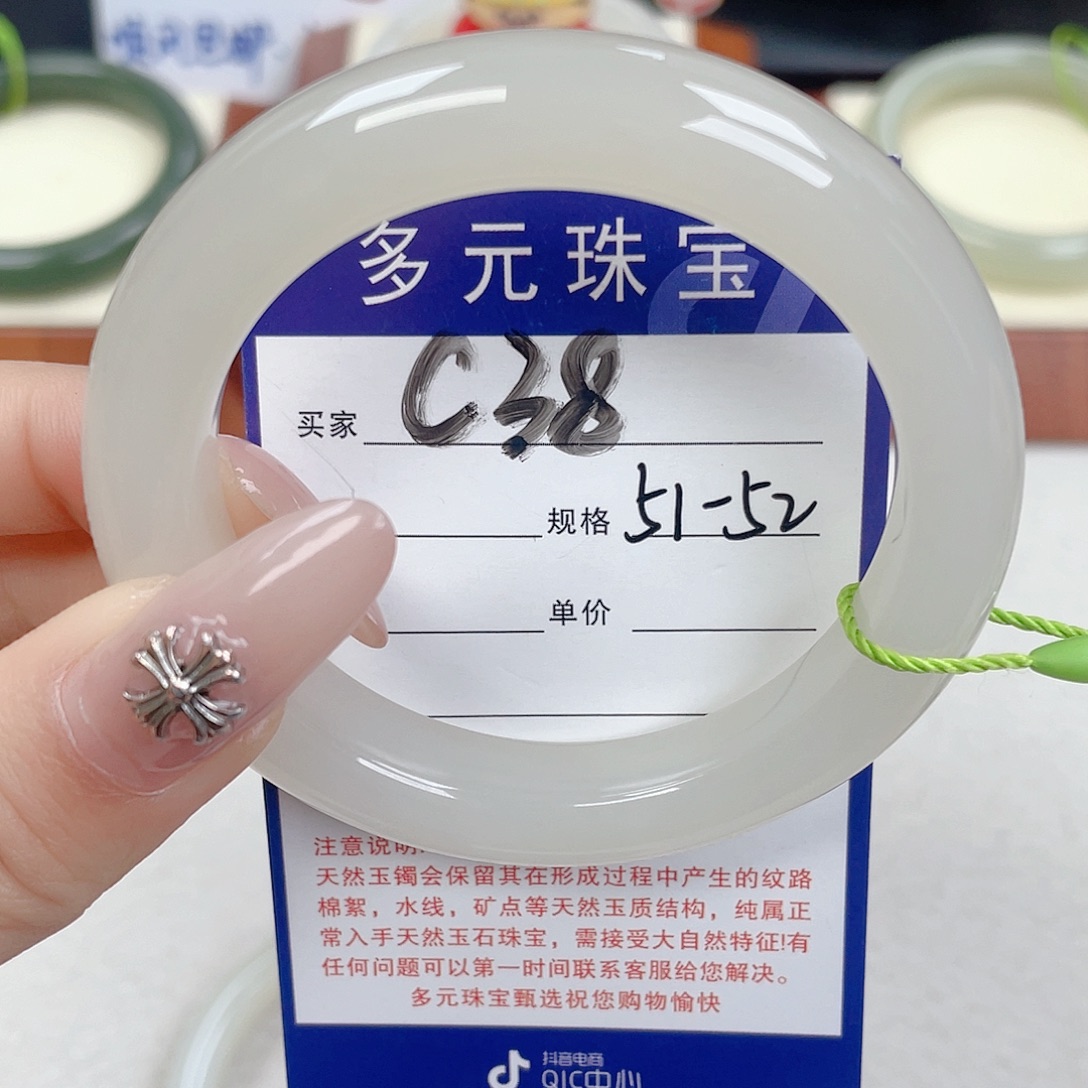 多元珠宝
买家 C38
规格 51-52
单价
注意说明
天然玉镯会保留其在形成过程中产生的纹路
棉絮，水线，矿点等天然玉质结构，纯属正
常入手天然玉石珠宝，需接受大自然特征!有
任何问题可以第一时间联系客服给您解决。
多元珠宝甄选祝您购物愉快
抖音电商
QIC中心